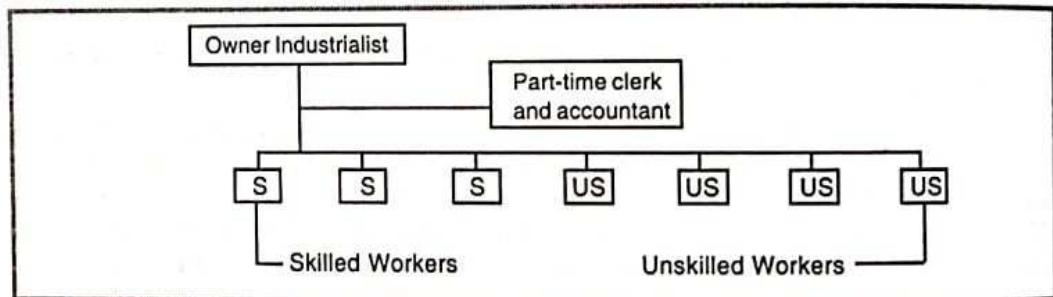 Owner Industrialist
Part-time clerk
and accountant
S S S US US US US
Skilled Workers Unskilled Workers